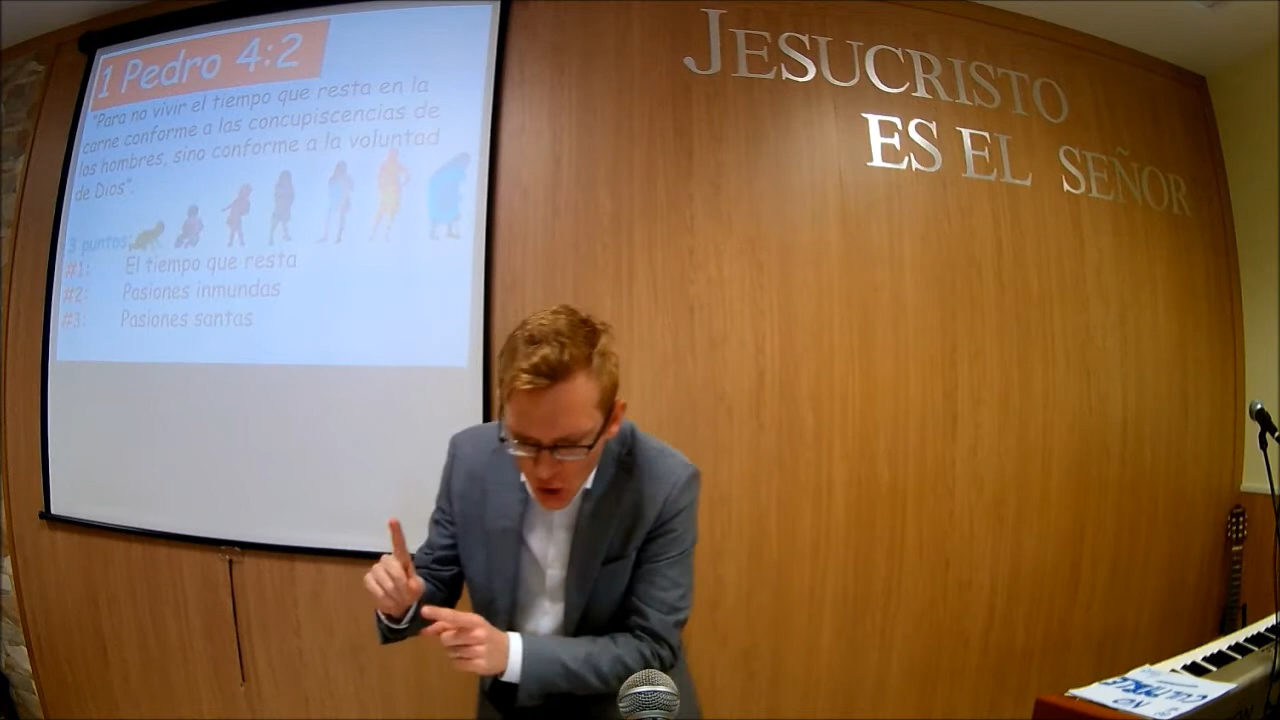 1 Pedro 4:2
"Para no vivir el tiempo que resta en la
carne conforme a las concupiscencias de
los hombres, sino conforme a la voluntad
de Dios".
3 puntos:
#1: El tiempo que resta
#2: Pasiones inmundas
#3: Pasiones santas
JESUCRISTO
ES EL SEÑOR
NO